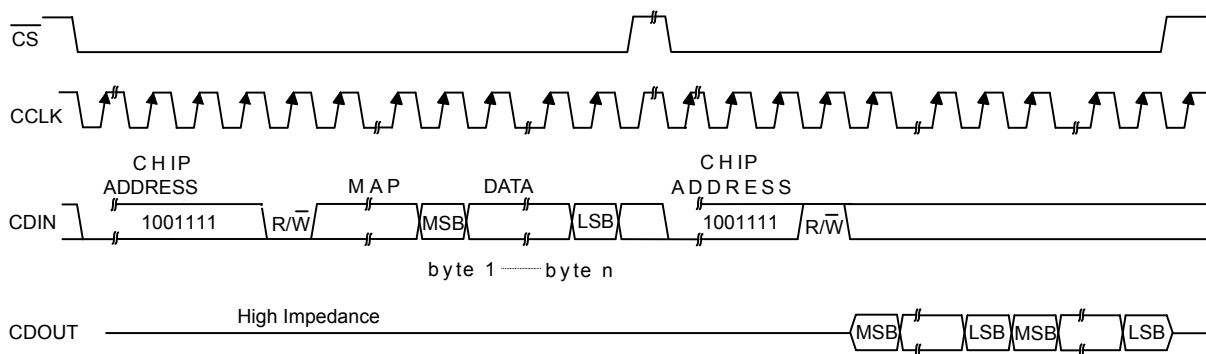 CS
CCLK
CHIP
ADDRESS
MAP
DATA
CHIP
ADDRESS
CDIN
1001111
R/W
MSB
LSB
1001111
R/W
byte 1
byte n
CDOUT
High Impedance
MSB
LSB
MSB
LSB